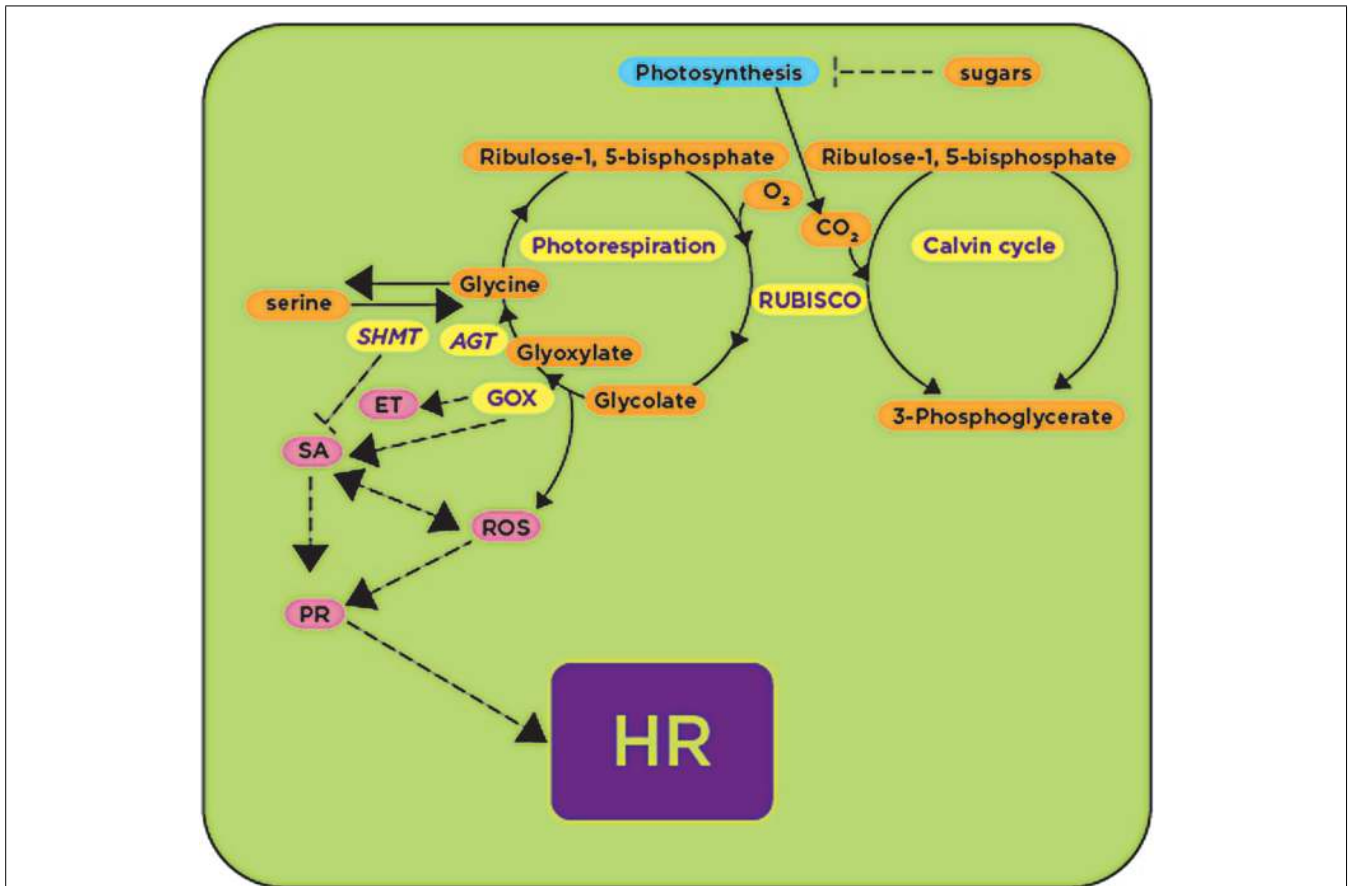 Photosynthesis
sugars
Ribulose-1, 5-bisphosphate
Ribulose-1, 5-bisphosphate
O₂
CO₂
Photorespiration
Calvin cycle
Glycine
serine
RUBISCO
SHMT
AGT
Glyoxylate
ET
GOX
Glycolate
3-Phosphoglycerate
SA
ROS
PR
HR